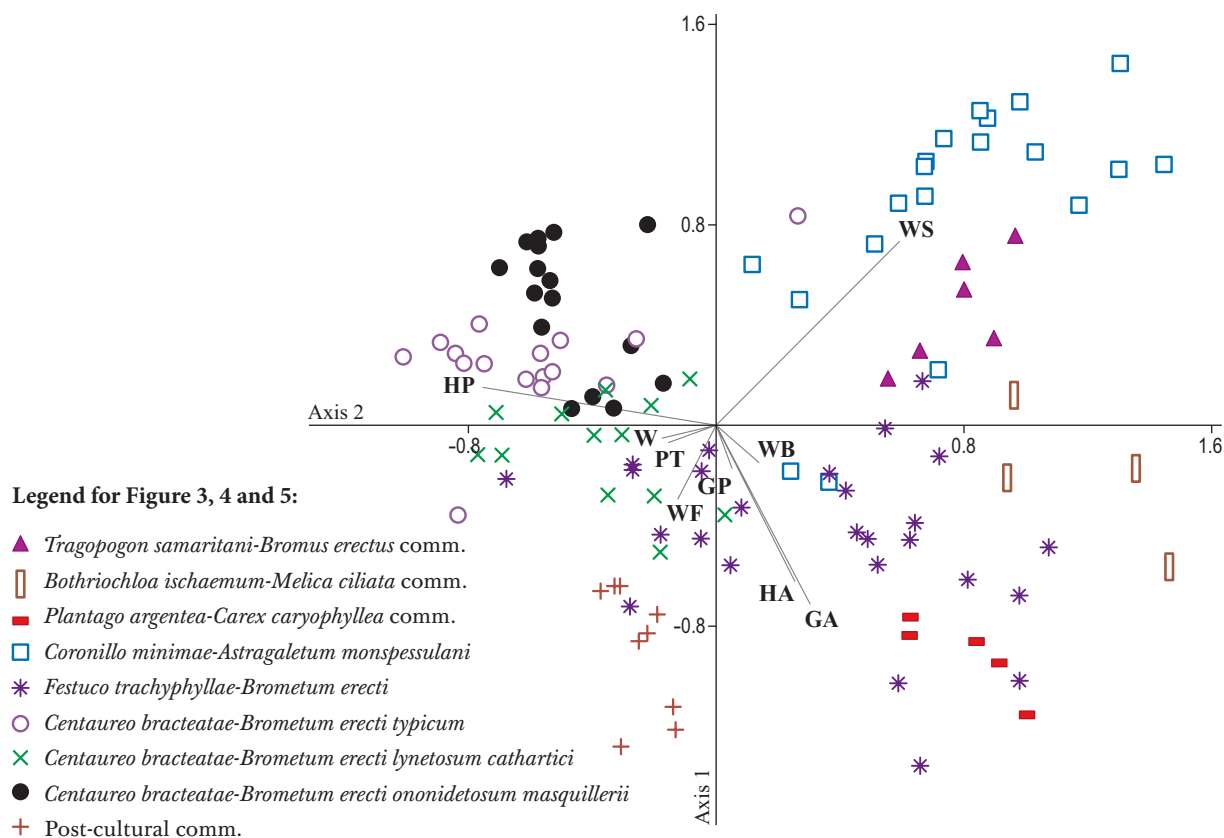 1.6
0.8
WS
HP
Axis 2
-0.8
0.8
1.6
W
PT
WB
GP
WF
HA
GA
-0.8
Axis 1
Legend for Figure 3, 4 and 5:
Tragopogon samaritani-Bromus erectus comm.
Bothriochloa ischaemum-Melica ciliata comm.
Plantago argentea-Carex caryophyllea comm.
Coronillo minimae-Astragaletum monspessulani
Festuco trachyphyllae-Brometum erecti
Centaureo bracteatae-Brometum erecti typicum
Centaureo bracteatae-Brometum erecti lynetosum cathartici
Centaureo bracteatae-Brometum erecti ononidetosum masquillerii
Post-cultural comm.